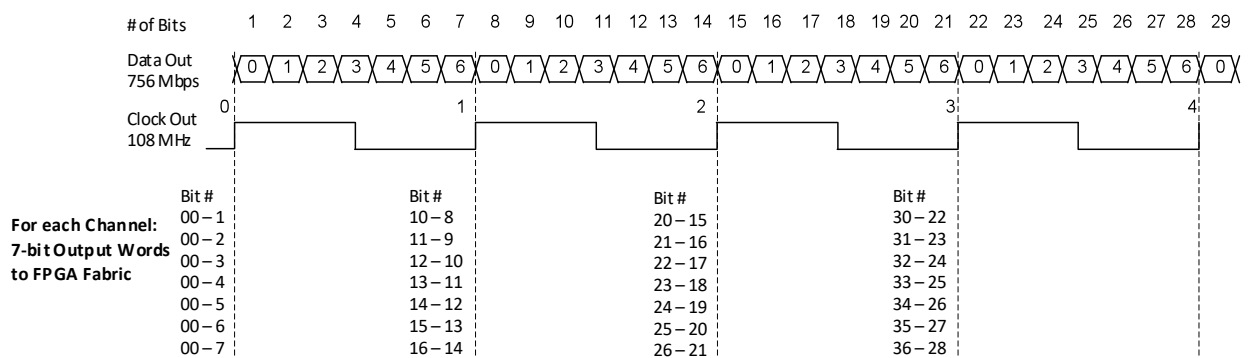 # of Bits 1 2 3 4 5 6 7 8 9 10 11 12 13 14 15 16 17 18 19 20 21 22 23 24 25 26 27 28 29
Data Out 0 1 2 3 4 5 6 0 1 2 3 4 5 6 0 1 2 3 4 5 6 0 1 2 3 4 5 6 0
756 Mbps
0 1 2 3 4
Clock Out
108 MHz
For each Channel:
7-bit Output Words
to FPGA Fabric
Bit #
00 – 1
00 – 2
00 – 3
00 – 4
00 – 5
00 – 6
00 – 7
Bit #
10 – 8
11 – 9
12 – 10
13 – 11
14 – 12
15 – 13
16 – 14
Bit #
20 – 15
21 – 16
22 – 17
23 – 18
24 – 19
25 – 20
26 – 21
Bit #
30 – 22
31 – 23
32 – 24
33 – 25
34 – 26
35 – 27
36 – 28